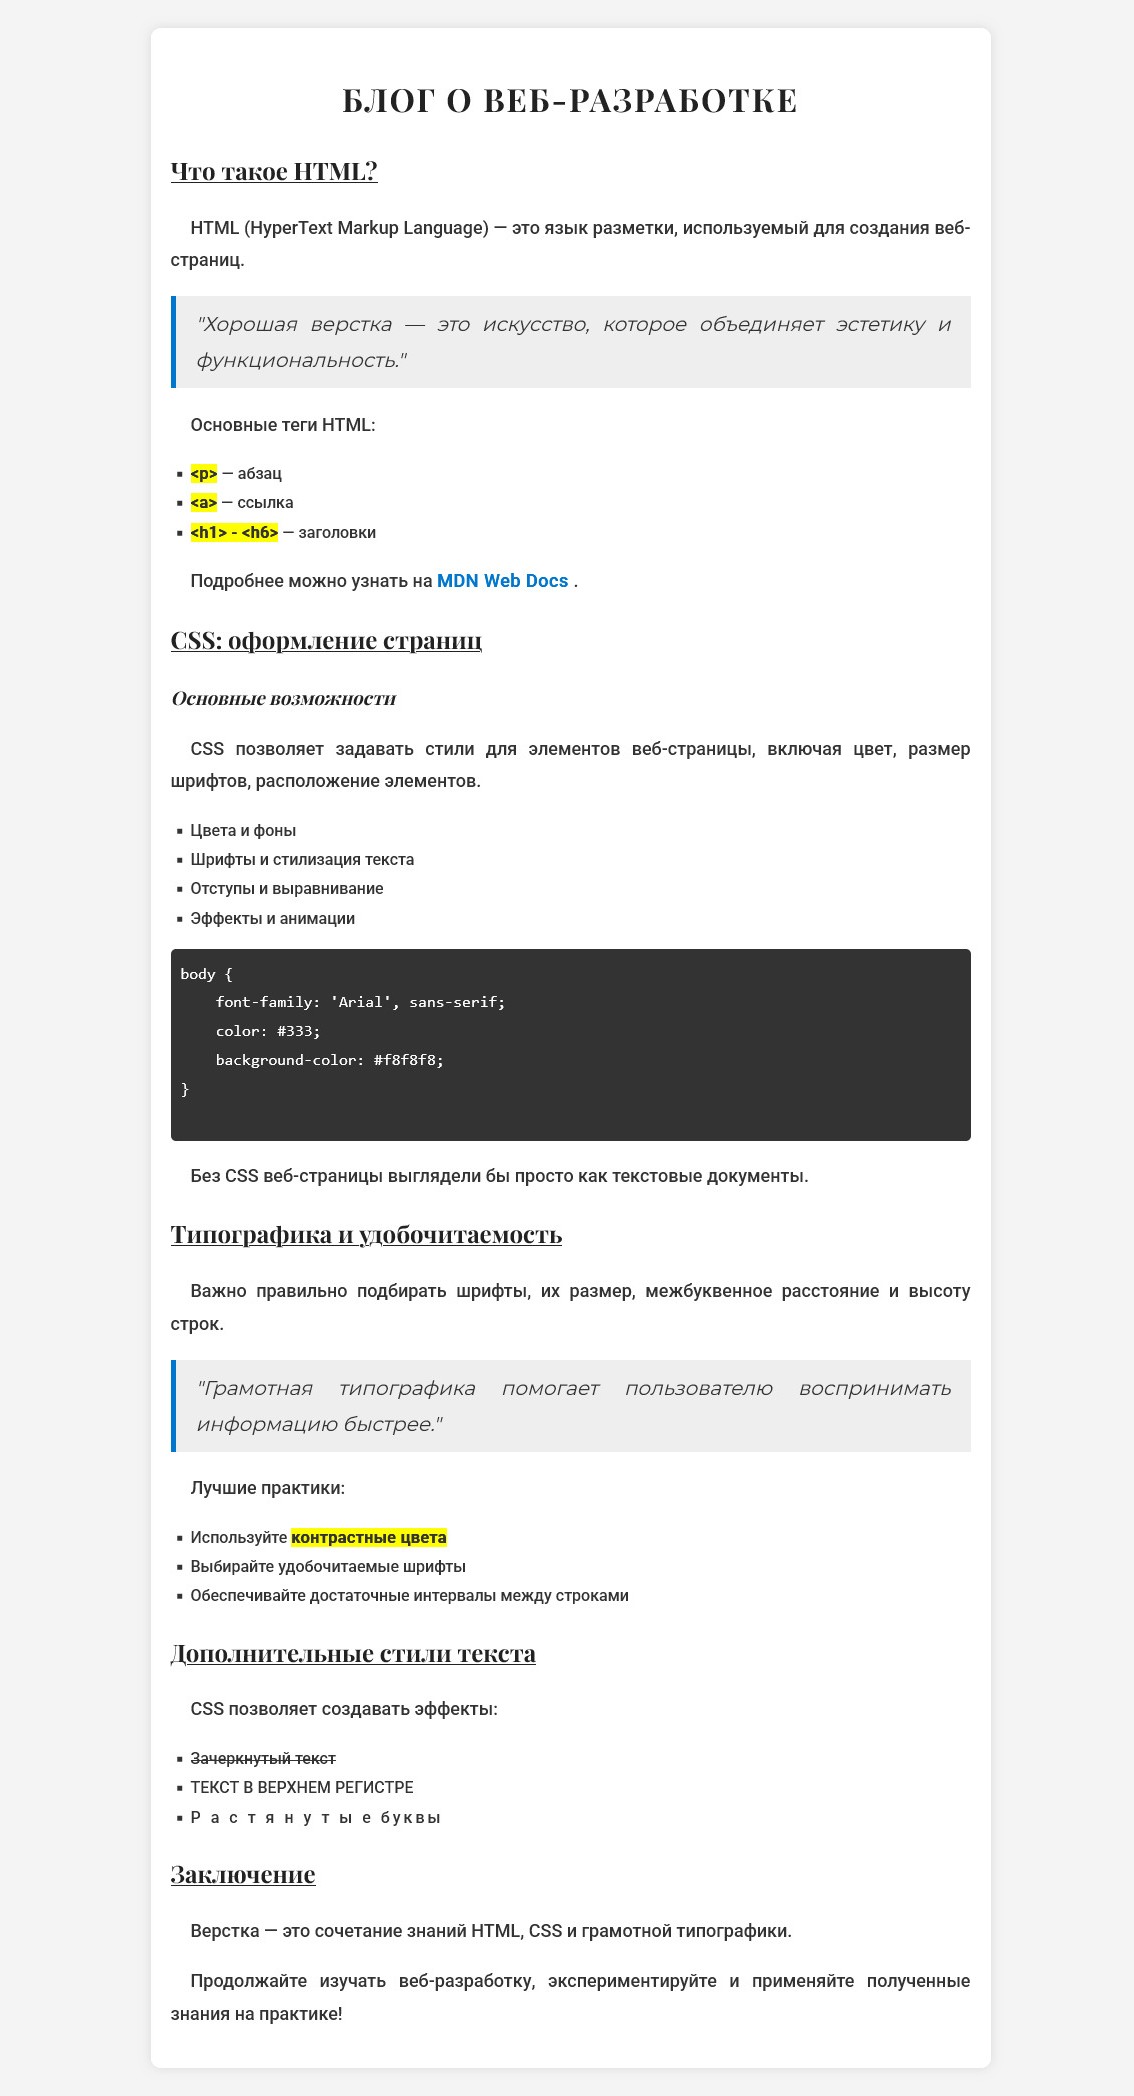 БЛОГ О ВЕБ-РАЗРАБОТКЕ
Что такое HTML?
HTML (HyperText Markup Language) — это язык разметки, используемый для создания веб-
страниц.
"Хорошая верстка — это искусство, которое объединяет эстетику и
функциональность."
Основные теги HTML:
▪ <p> — абзац
▪ <a> — ссылка
▪ <h1> - <h6> — заголовки
Подробнее можно узнать на MDN Web Docs .
CSS: оформление страниц
Основные возможности
CSS позволяет задавать стили для элементов веб-страницы, включая цвет, размер
шрифтов, расположение элементов.
▪ Цвета и фоны
▪ Шрифты и стилизация текста
▪ Отступы и выравнивание
▪ Эффекты и анимации
body {
    font-family: 'Arial', sans-serif;
    color: #333;
    background-color: #f8f8f8;
}
Без CSS веб-страницы выглядели бы просто как текстовые документы.
Типографика и удобочитаемость
Важно правильно подбирать шрифты, их размер, межбуквенное расстояние и высоту
строк.
"Грамотная типографика помогает пользователю воспринимать
информацию быстрее."
Лучшие практики:
▪ Используйте контрастные цвета
▪ Выбирайте удобочитаемые шрифты
▪ Обеспечивайте достаточные интервалы между строками
Дополнительные стили текста
CSS позволяет создавать эффекты:
▪ Зачеркнутый текст
▪ ТЕКСТ В ВЕРХНЕМ РЕГИСТРЕ
▪ Р а с т я н у т ы е буквы
Заключение
Верстка — это сочетание знаний HTML, CSS и грамотной типографики.
Продолжайте изучать веб-разработку, экспериментируйте и применяйте полученные
знания на практике!